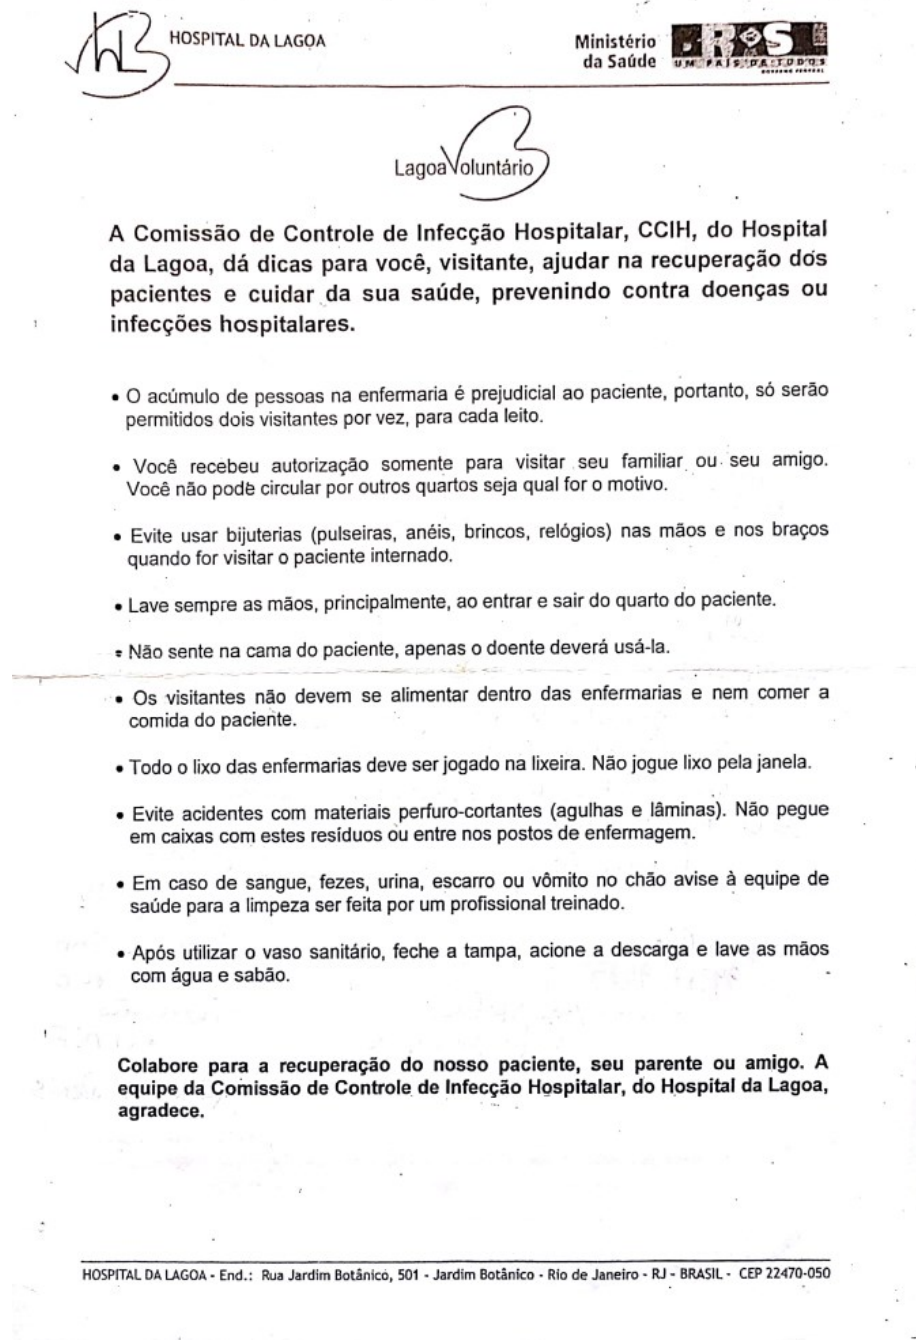 HOSPITAL DA LAGOA
Ministério
da Saúde
BRASIL
UM PAÍS DE TODOS
GOVERNO FEDERAL
Lagoa Voluntário
A Comissão de Controle de Infecção Hospitalar, CCIH, do Hospital
da Lagoa, dá dicas para você, visitante, ajudar na recuperação dos
pacientes e cuidar da sua saúde, prevenindo contra doenças ou
infecções hospitalares.
• O acúmulo de pessoas na enfermaria é prejudicial ao paciente, portanto, só serão
permitidos dois visitantes por vez, para cada leito.
• Você recebeu autorização somente para visitar seu familiar ou seu amigo.
Você não pode circular por outros quartos seja qual for o motivo.
• Evite usar bijuterias (pulseiras, anéis, brincos, relógios) nas mãos e nos braços
quando for visitar o paciente internado.
• Lave sempre as mãos, principalmente, ao entrar e sair do quarto do paciente.
• Não sente na cama do paciente, apenas o doente deverá usá-la.
• Os visitantes não devem se alimentar dentro das enfermarias e nem comer a
comida do paciente.
• Todo o lixo das enfermarias deve ser jogado na lixeira. Não jogue lixo pela janela.
• Evite acidentes com materiais perfuro-cortantes (agulhas e lâminas). Não pegue
em caixas com estes resíduos ou entre nos postos de enfermagem.
• Em caso de sangue, fezes, urina, escarro ou vômito no chão avise à equipe de
saúde para a limpeza ser feita por um profissional treinado.
• Após utilizar o vaso sanitário, feche a tampa, acione a descarga e lave as mãos
com água e sabão.
Colabore para a recuperação do nosso paciente, seu parente ou amigo. A
equipe da Comissão de Controle de Infecção Hospitalar, do Hospital da Lagoa,
agradece.
HOSPITAL DA LAGOA - End.: Rua Jardim Botânico, 501 - Jardim Botânico - Rio de Janeiro - RJ - BRASIL - CEP 22470-050